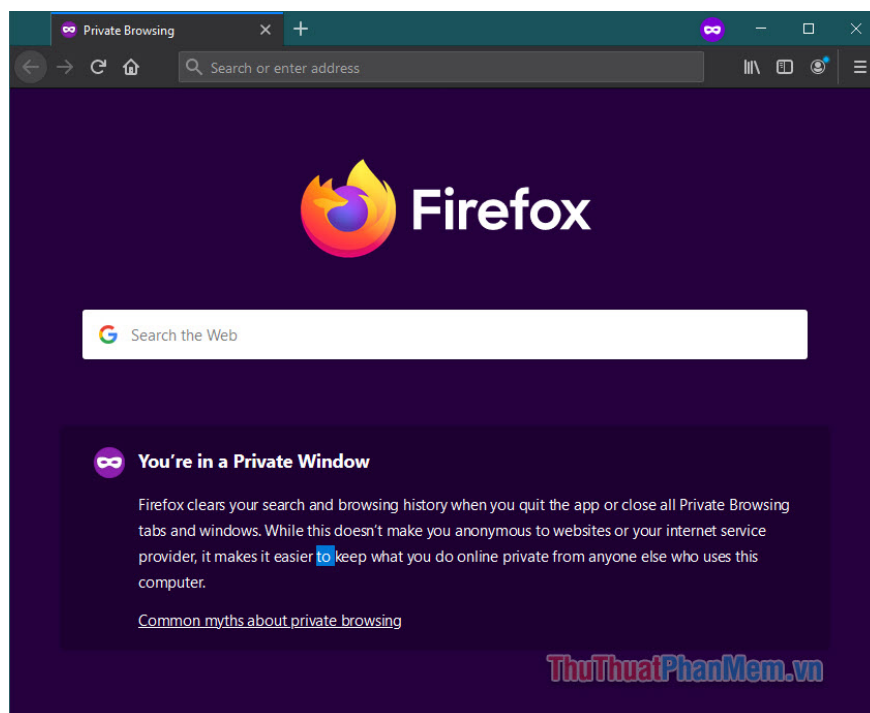 Private Browsing
Search or enter address
Firefox
Search the Web
You're in a Private Window
Firefox clears your search and browsing history when you quit the app or close all Private Browsing
tabs and windows. While this doesn't make you anonymous to websites or your internet service
provider, it makes it easier to keep what you do online private from anyone else who uses this
computer.
Common myths about private browsing
ThuThuatPhanMem.vn